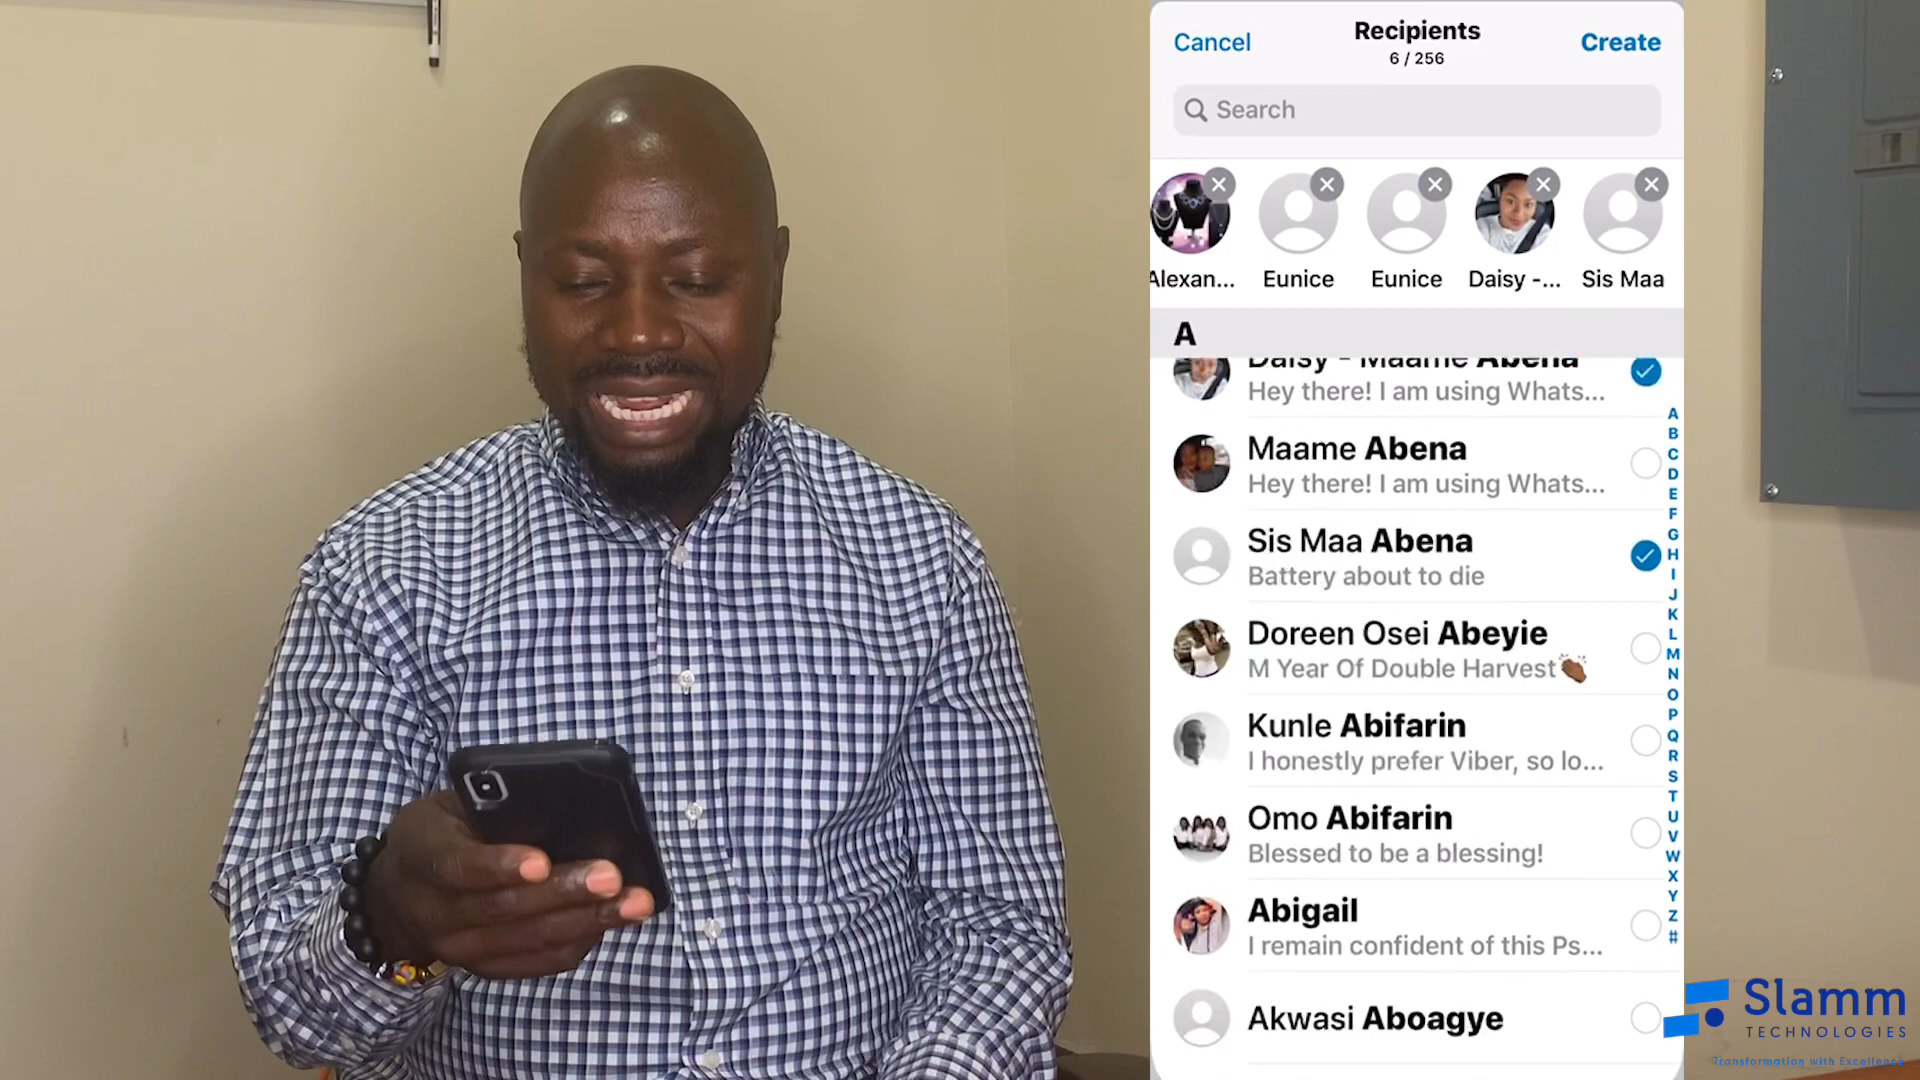 Cancel
Recipients
Create
6 / 256
Search
Alexan...
Eunice
Eunice
Daisy -...
Sis Maa
A
Daisy - Maame Abena
Hey there! I am using Whats...
Maame Abena
Hey there! I am using Whats...
Sis Maa Abena
Battery about to die
Doreen Osei Abeyie
M Year Of Double Harvest👏🏾
Kunle Abifarin
I honestly prefer Viber, so lo...
Omo Abifarin
Blessed to be a blessing!
Abigail
I remain confident of this Ps...
Akwasi Aboagye
A
B
C
D
E
F
G
H
I
J
K
L
M
N
O
P
Q
R
S
T
U
V
W
X
Y
Z
#
Slamm
TECHNOLOGIES
Transformation with Excellence